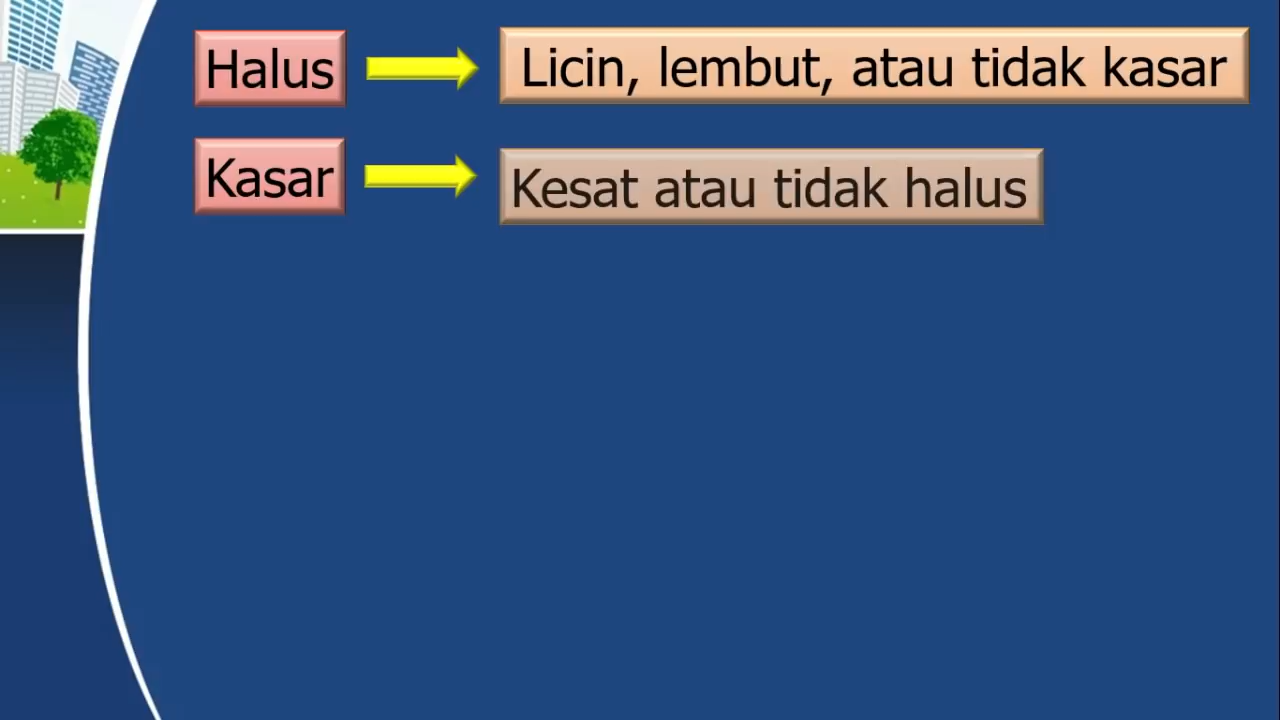 Halus
Licin, lembut, atau tidak kasar
Kasar
Kesat atau tidak halus